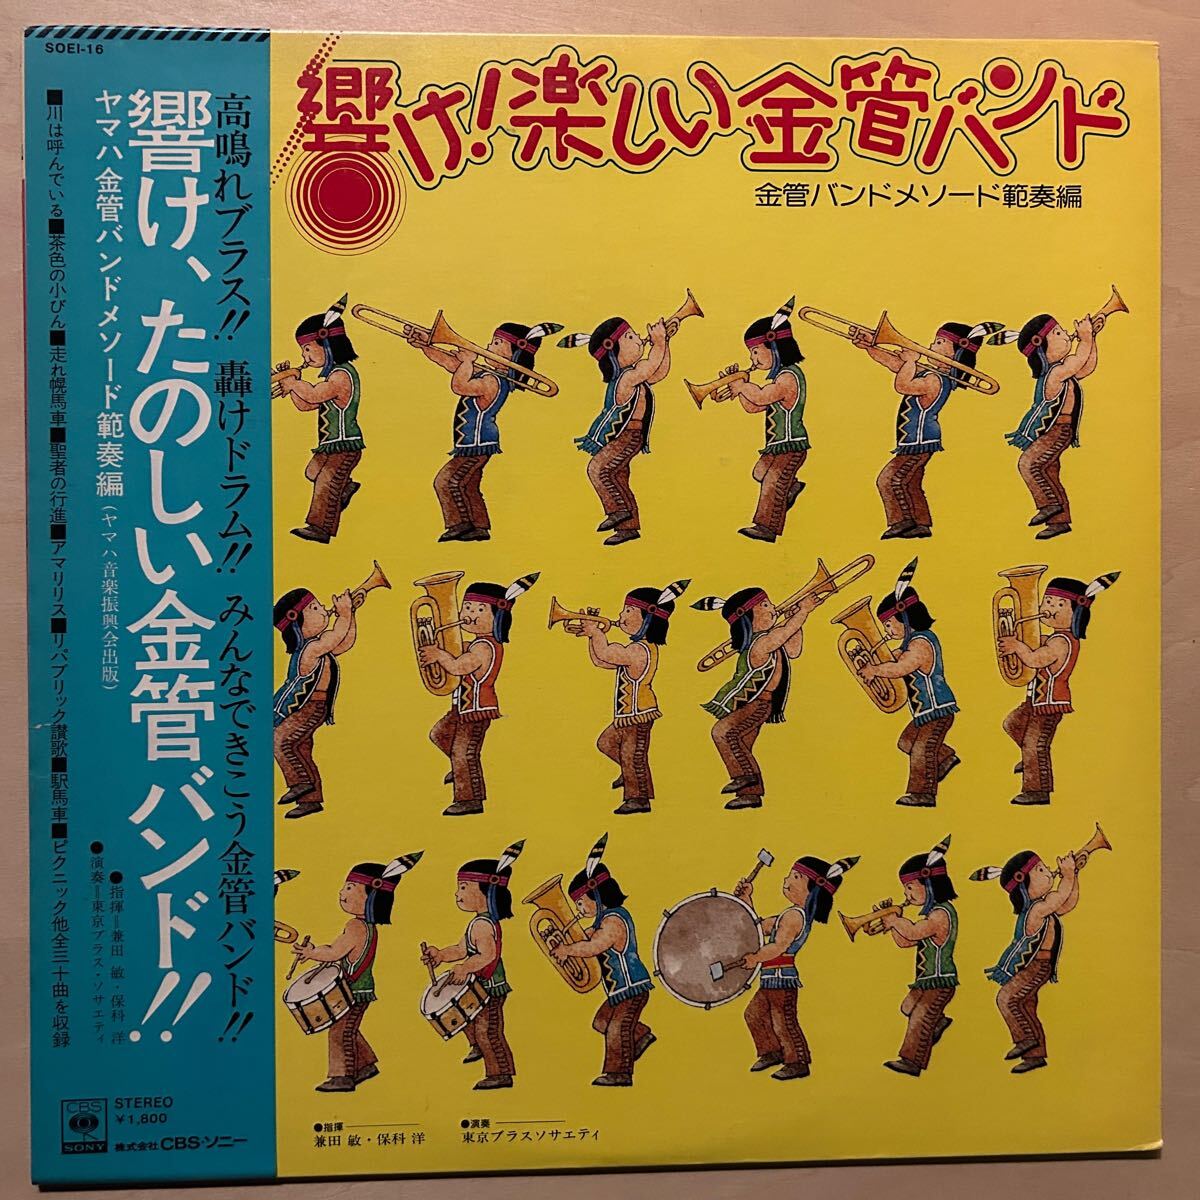 SOEI-16
高鳴れブラス!! 轟けドラム!! みんなできこう金管バンド!!
響け、たのしい金管バンド!!
ヤマハ金管バンドメソード範奏編(ヤマハ音楽振興会出版)
●指揮=兼田 敏・保科 洋
●演奏=東京ブラス・ソサエティ
■川は呼んでいる■茶色の小びん■走れ幌馬車■聖者の行進■アマリリス■リパブリック讃歌■駅馬車■ピクニック他全三十曲を収録
CBS
SONY
STEREO
¥1,800
株式会社CBS・ソニー
響け!楽しい金管バンド
金管バンドメソード範奏編
●指揮
兼田 敏・保科 洋
●演奏
東京ブラスソサエティ